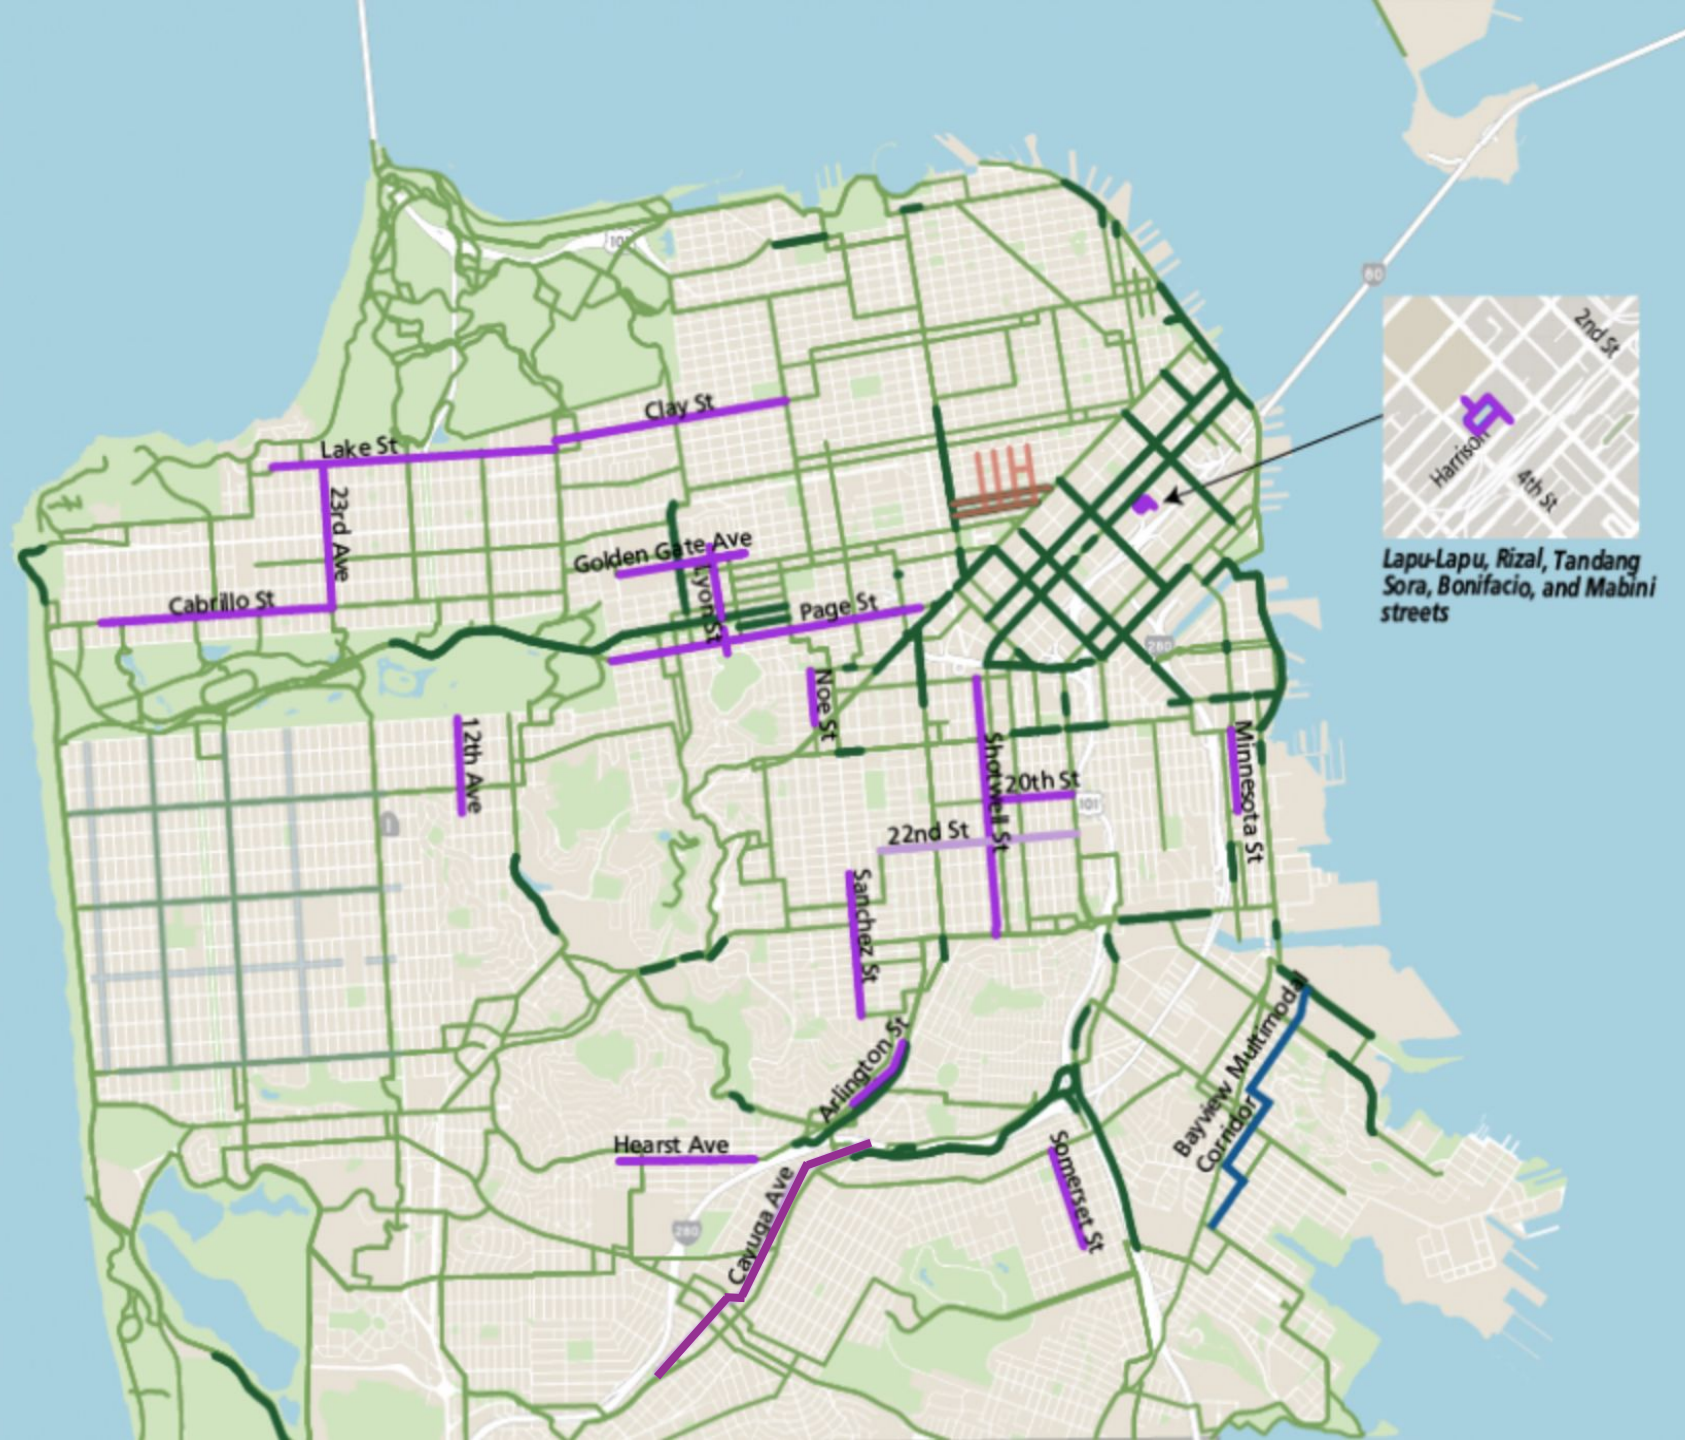 101
80
2nd St
Harrison
4th St
Lapu-Lapu, Rizal, Tandang
Sora, Bonifacio, and Mabini
streets
Clay St
Lake St
23rd Ave
Golden Gate Ave
Lyon St
Cabrillo St
Page St
280
Noe St
12th Ave
Shotwell St
20th St
101
Minnesota St
22nd St
1
Sanchez St
Bayview Multimodal
Corridor
Arlington St
Hearst Ave
Somerset St
280
Cayuga Ave